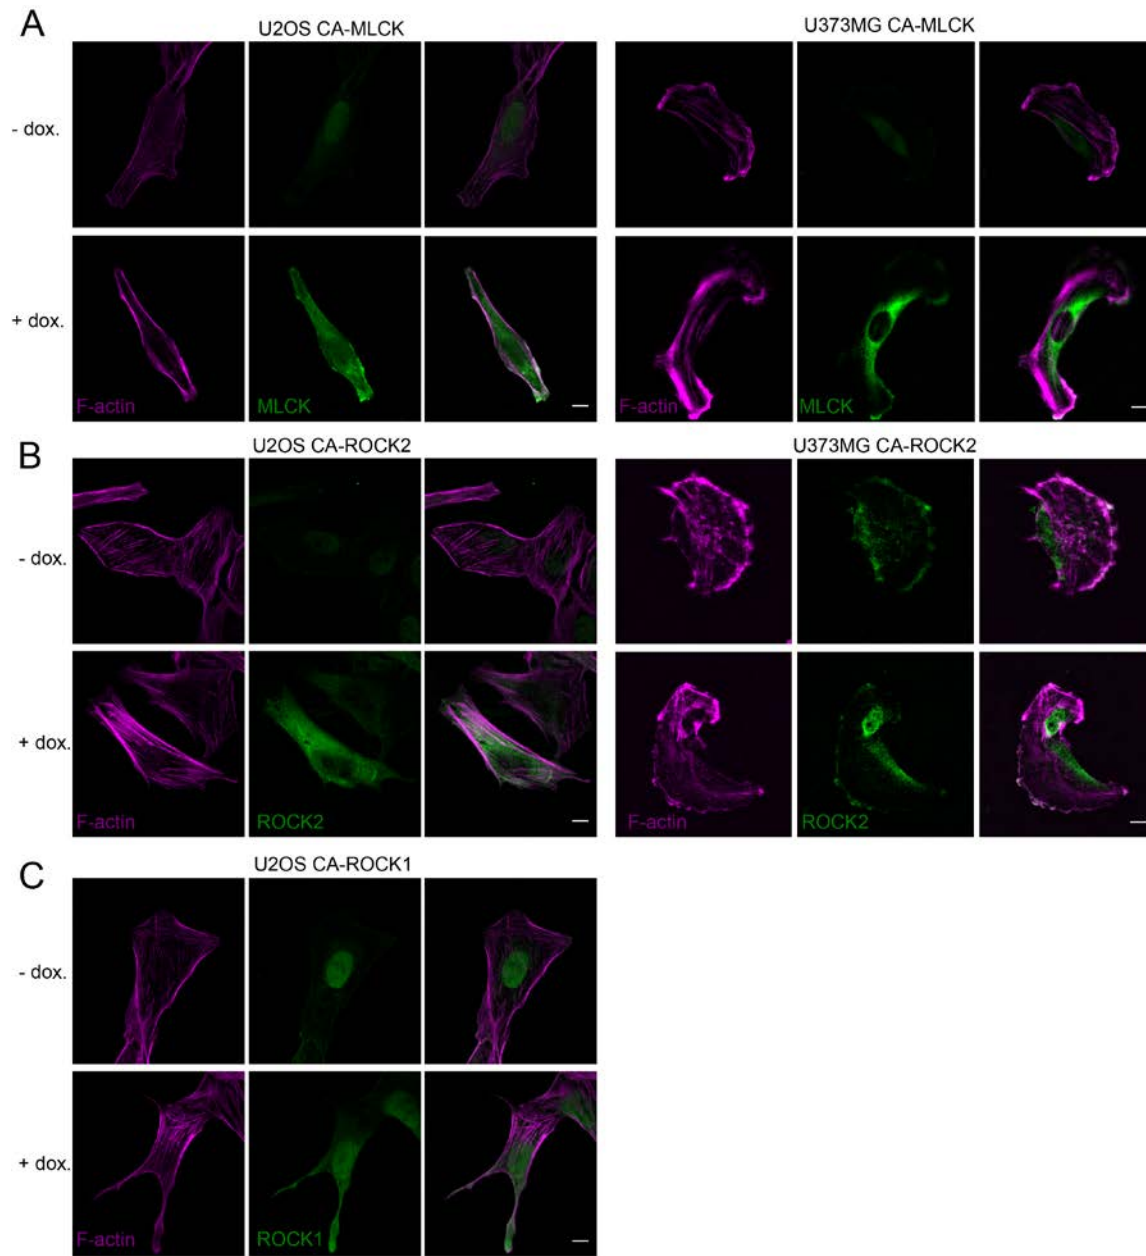 A
U2OS CA-MLCK
U373MG CA-MLCK
- dox.
+ dox.
F-actin
MLCK
F-actin
MLCK
B
U2OS CA-ROCK2
U373MG CA-ROCK2
- dox.
+ dox.
F-actin
ROCK2
F-actin
ROCK2
C
U2OS CA-ROCK1
- dox.
+ dox.
F-actin
ROCK1